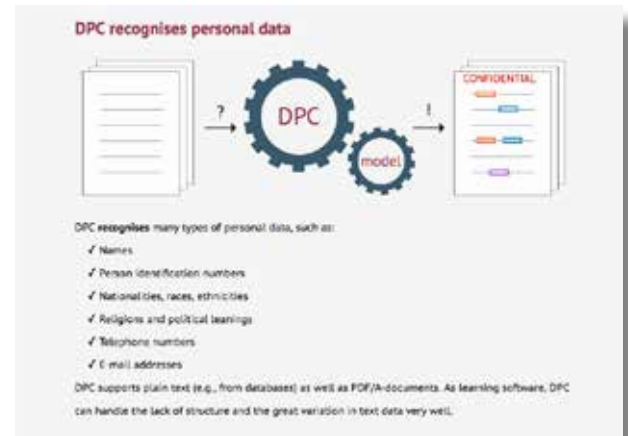 DPC recognises personal data
?
DPC
model
!
CONFIDENTIAL
DPC recognises many types of personal data, such as:
✓ Names
✓ Person identification numbers
✓ Nationalities, races, ethnicities
✓ Religions and political leanings
✓ Telephone numbers
✓ E-mail addresses
DPC supports plain text (e.g., from databases) as well as PDF/A-documents. As learning software, DPC
can handle the lack of structure and the great variation in text data very well.